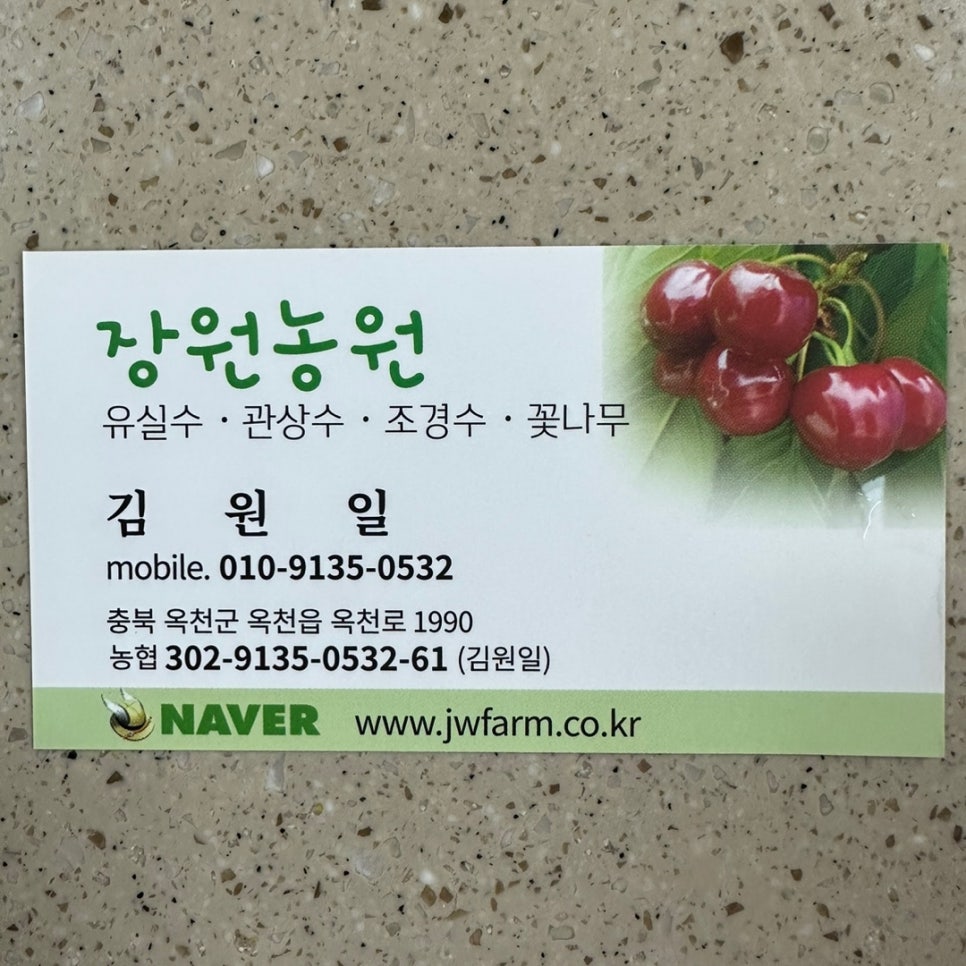 장원농원
유실수 · 관상수 · 조경수 · 꽃나무
김 원 일
mobile. 010-9135-0532
충북 옥천군 옥천읍 옥천로 1990
농협 302-9135-0532-61 (김원일)
NAVER www.jwfarm.co.kr